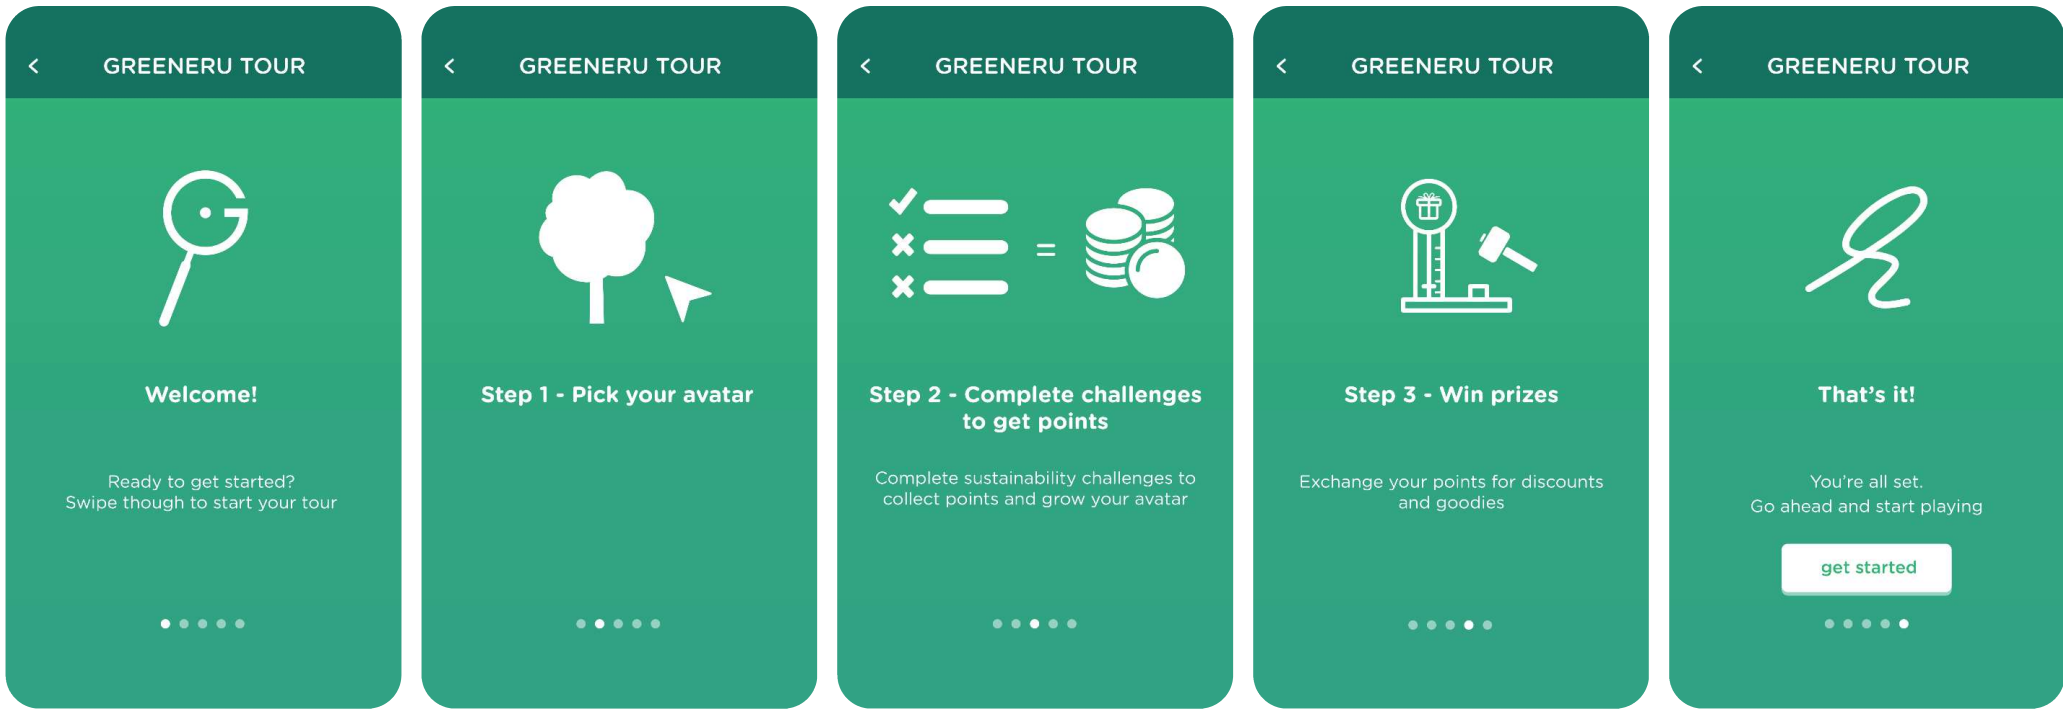 GREENERU TOUR
Welcome!
Ready to get started?
Swipe though to start your tour
GREENERU TOUR
Step 1 - Pick your avatar
GREENERU TOUR
=
Step 2 - Complete challenges
to get points
Complete sustainability challenges to
collect points and grow your avatar
GREENERU TOUR
Step 3 - Win prizes
Exchange your points for discounts
and goodies
GREENERU TOUR
That's it!
You're all set.
Go ahead and start playing
get started